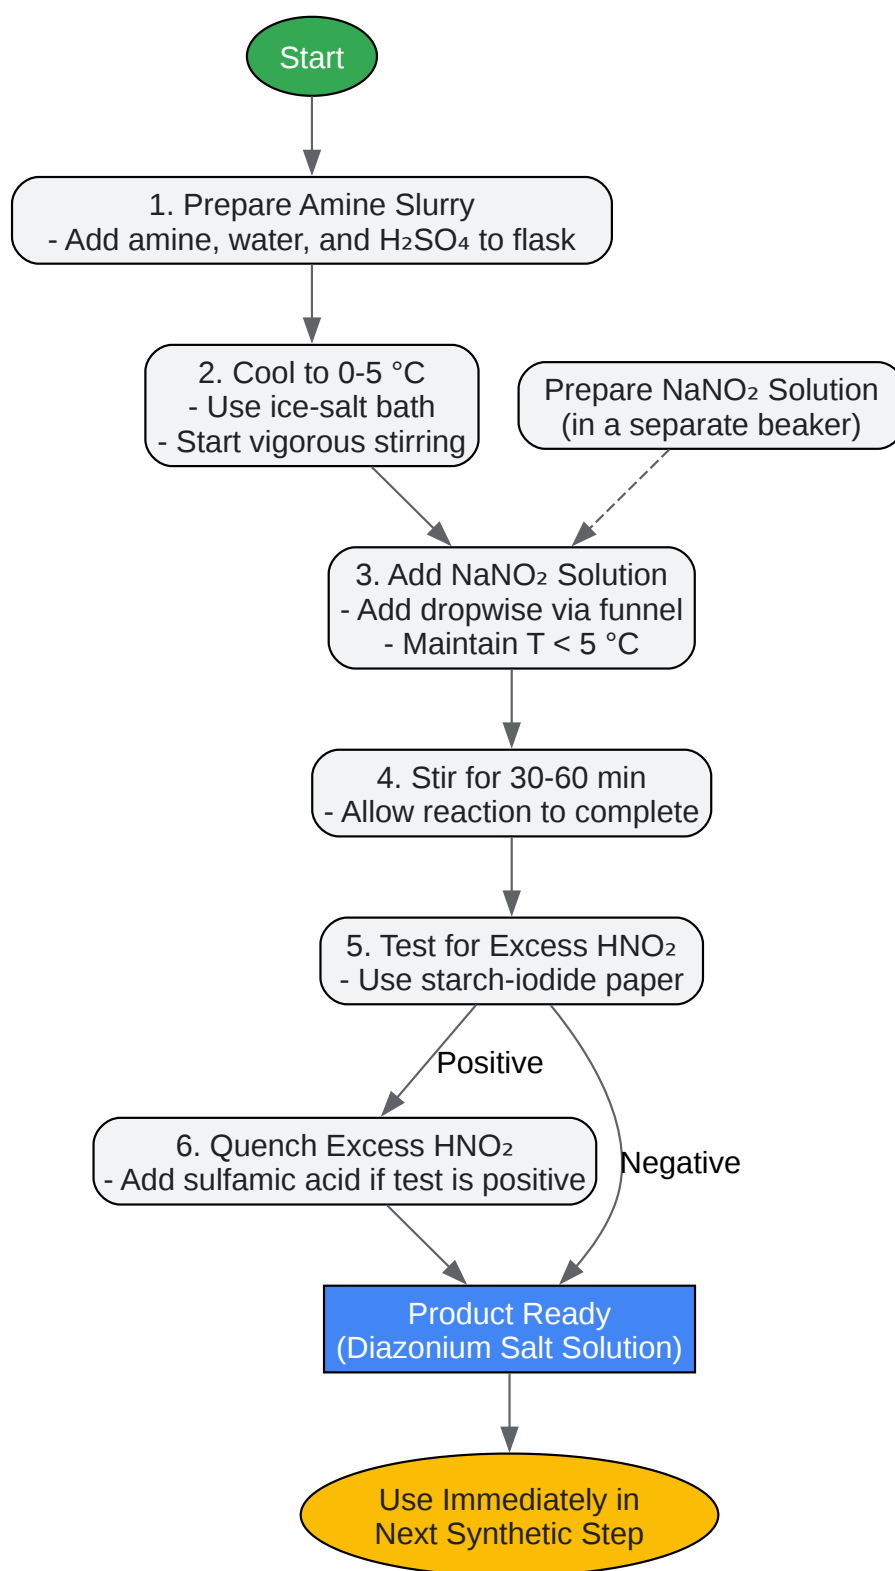 Start
1. Prepare Amine Slurry
- Add amine, water, and H₂SO₄ to flask
2. Cool to 0-5 °C
- Use ice-salt bath
- Start vigorous stirring
Prepare NaNO₂ Solution
(in a separate beaker)
3. Add NaNO₂ Solution
- Add dropwise via funnel
- Maintain T < 5 °C
4. Stir for 30-60 min
- Allow reaction to complete
5. Test for Excess HNO₂
- Use starch-iodide paper
Positive
6. Quench Excess HNO₂
- Add sulfamic acid if test is positive
Negative
Product Ready
(Diazonium Salt Solution)
Use Immediately in
Next Synthetic Step